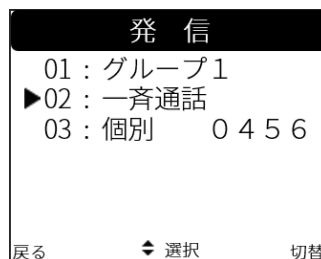 発 信
01：グループ１
▶02：一斉通話
03：個別　　０４５６
戻る　　　　選択　　　　切替